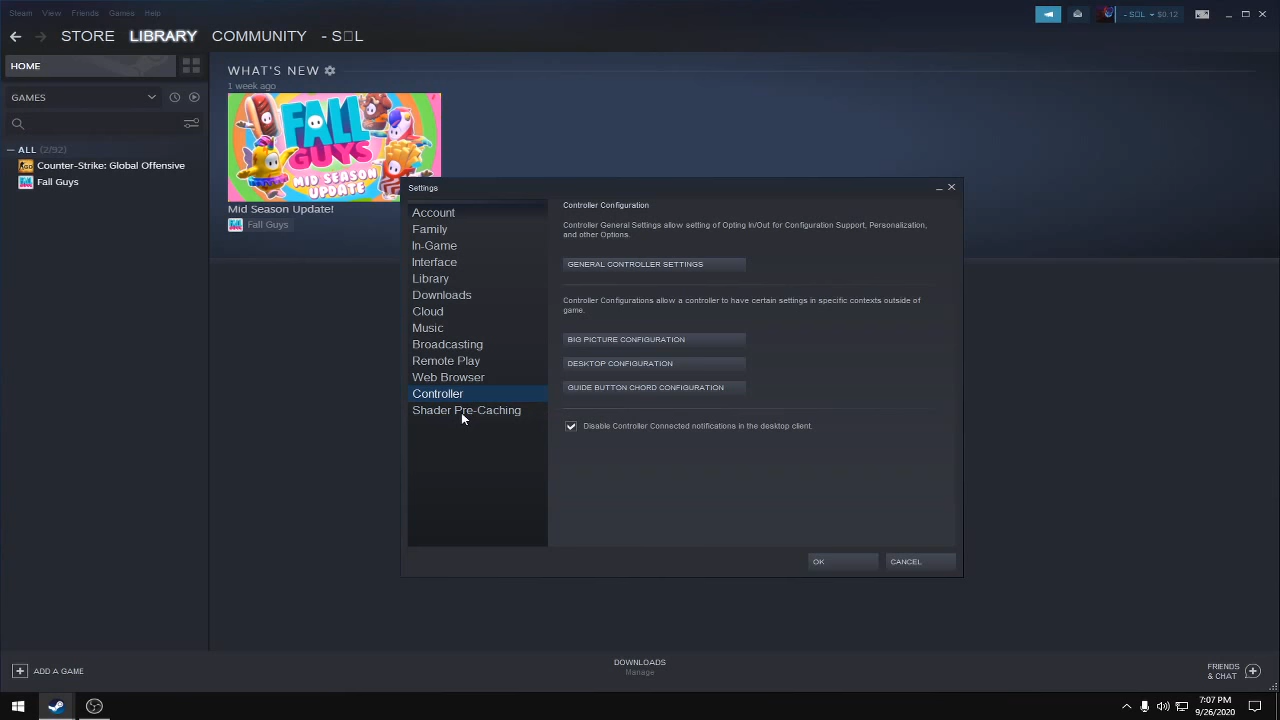 Steam View Friends Games Help
- S▯L $0.12
STORE LIBRARY COMMUNITY - S▯L
HOME
WHAT'S NEW
1 week ago
GAMES
FALL GUYS
MID SEASON UPDATE!
ALL (2/92)
Counter-Strike: Global Offensive
Fall Guys
Mid Season Update!
Fall Guys
Settings
Account
Family
In-Game
Interface
Library
Downloads
Cloud
Music
Broadcasting
Remote Play
Web Browser
Controller
Shader Pre-Caching
Controller Configuration
Controller General Settings allow setting of Opting In/Out for Configuration Support, Personalization,
and other Options.
GENERAL CONTROLLER SETTINGS
Controller Configurations allow a controller to have certain settings in specific contexts outside of
game.
BIG PICTURE CONFIGURATION
DESKTOP CONFIGURATION
GUIDE BUTTON CHORD CONFIGURATION
Disable Controller Connected notifications in the desktop client.
OK CANCEL
ADD A GAME
DOWNLOADS
Manage
FRIENDS
& CHAT
7:07 PM
9/26/2020